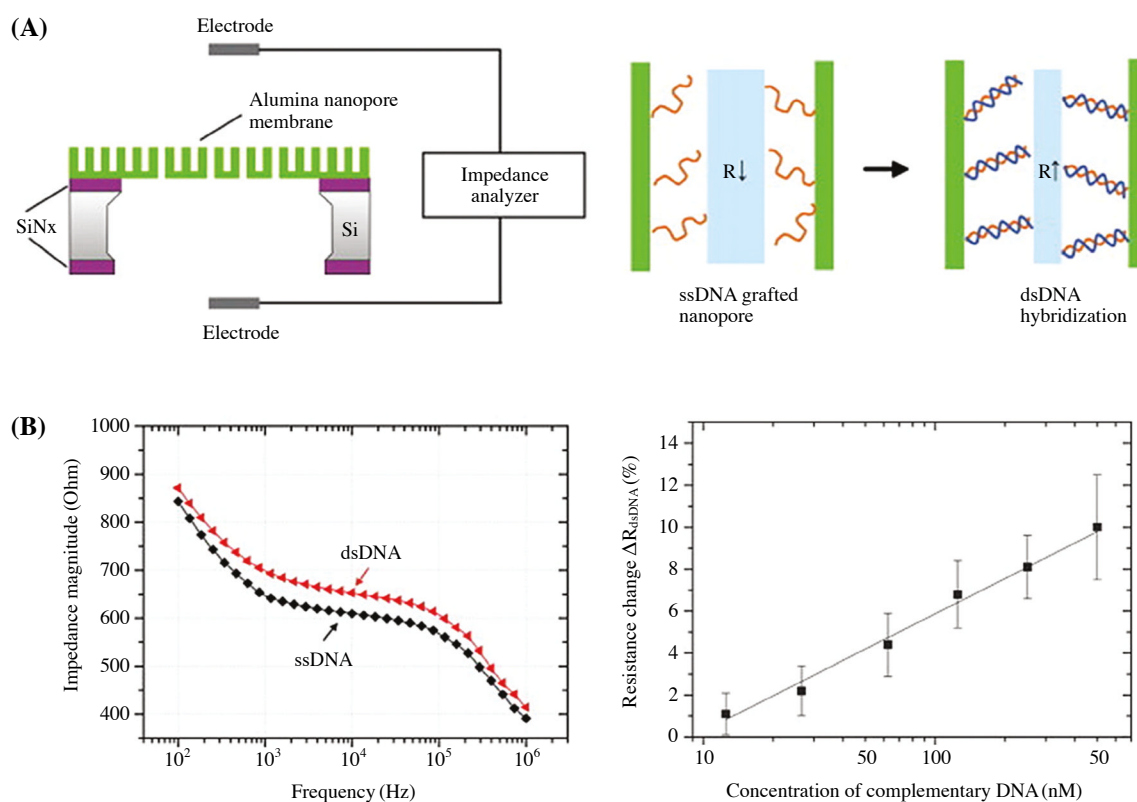 (A)
Electrode
Alumina nanopore
membrane
SiNx
Si
Impedance
analyzer
Electrode
R↓
R↑
ssDNA grafted
nanopore
dsDNA
hybridization
(B)
Impedance magnitude (Ohm)
1000
900
800
700
600
500
400
dsDNA
ssDNA
10²
10³
10⁴
10⁵
10⁶
Frequency (Hz)
Resistance change ΔR_dsDNA (%)
14
12
10
8
6
4
2
0
10
50
100
50
Concentration of complementary DNA (nM)